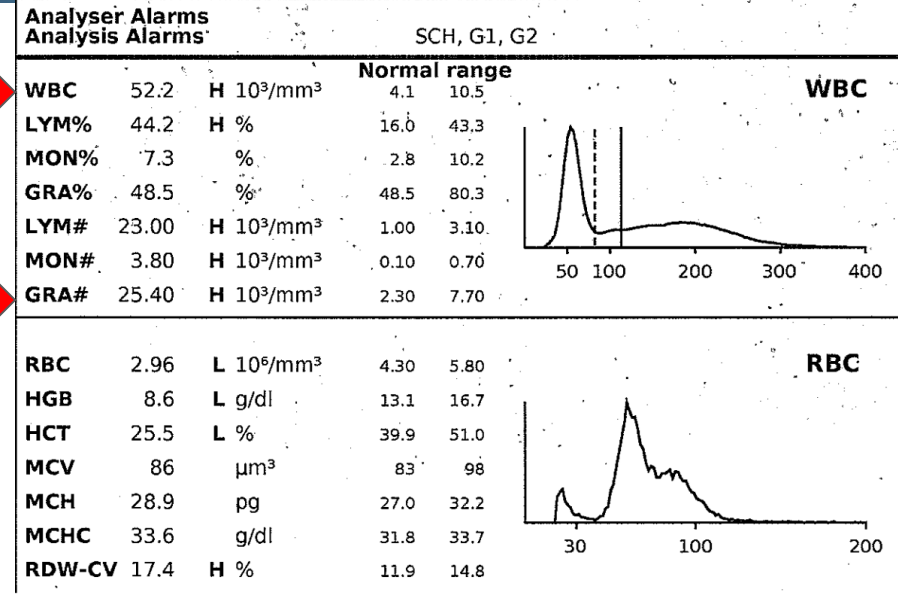 Analyser Alarms
Analysis Alarms SCH, G1, G2
Normal range
WBC 52.2 H 10³/mm³ 4.1 10.5
LYM% 44.2 H % 16.0 43.3
MON% 7.3 % 2.8 10.2
GRA% 48.5 % 48.5 80.3
LYM# 23.00 H 10³/mm³ 1.00 3.10
MON# 3.80 H 10³/mm³ 0.10 0.70
GRA# 25.40 H 10³/mm³ 2.30 7.70
WBC
50 100 200 300 400
RBC 2.96 L 10⁶/mm³ 4.30 5.80
HGB 8.6 L g/dl 13.1 16.7
HCT 25.5 L % 39.9 51.0
MCV 86 µm³ 83 98
MCH 28.9 pg 27.0 32.2
MCHC 33.6 g/dl 31.8 33.7
RDW-CV 17.4 H % 11.9 14.8
RBC
30 100 200